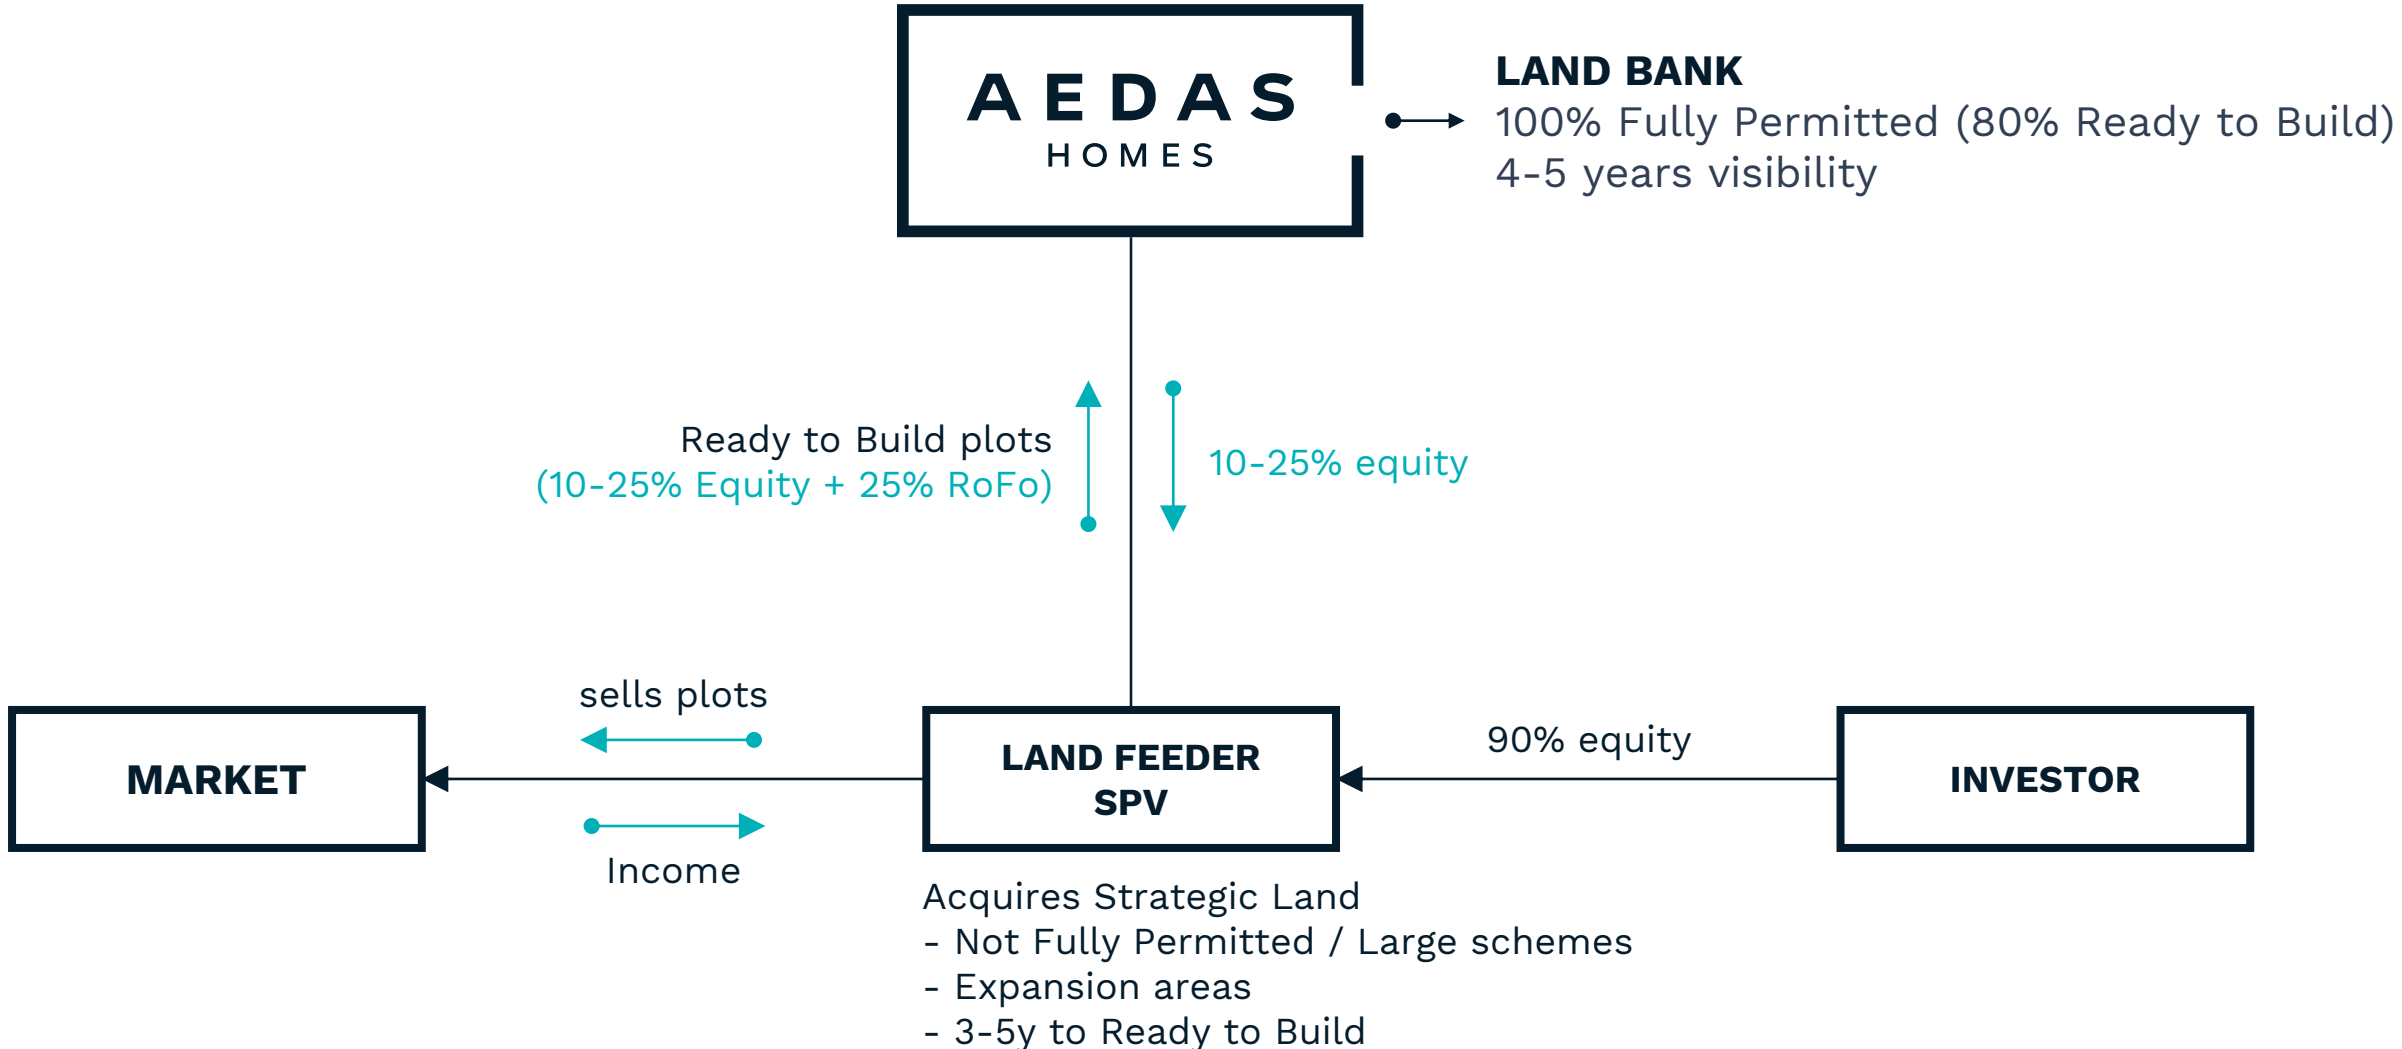 AEDAS
HOMES
LAND BANK
100% Fully Permitted (80% Ready to Build)
4-5 years visibility
Ready to Build plots
(10-25% Equity + 25% RoFo)
10-25% equity
sells plots
MARKET
Income
LAND FEEDER
SPV
90% equity
INVESTOR
Acquires Strategic Land
- Not Fully Permitted / Large schemes
- Expansion areas
- 3-5y to Ready to Build